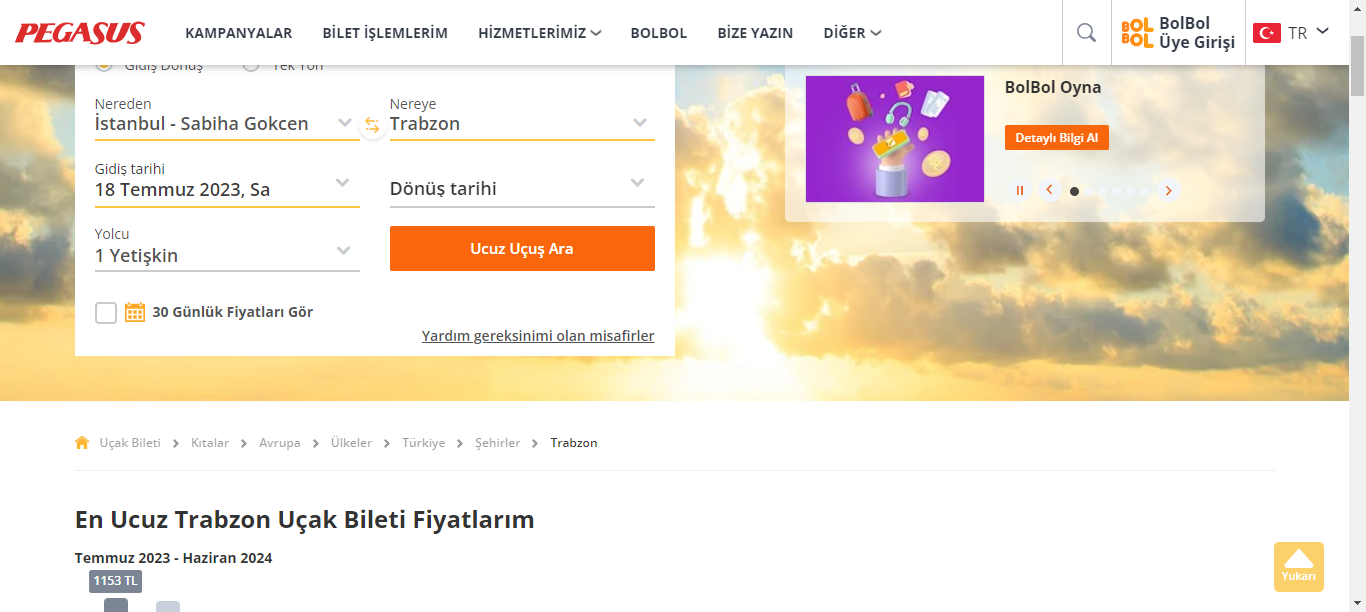 PEGASUS
KAMPANYALAR
BİLET İŞLEMLERİM
HİZMETLERİMİZ
BOLBOL
BİZE YAZIN
DİĞER
BOL
BOL
BolBol
Üye Girişi
TR
Gidiş Dönüş
Tek Yön
Nereden
İstanbul - Sabiha Gokcen
Nereye
Trabzon
Gidiş tarihi
18 Temmuz 2023, Sa
Dönüş tarihi
Yolcu
1 Yetişkin
Ucuz Uçuş Ara
30 Günlük Fiyatları Gör
Yardım gereksinimi olan misafirler
BolBol Oyna
Detaylı Bilgi Al
Uçak Bileti
Kıtalar
Avrupa
Ülkeler
Türkiye
Şehirler
Trabzon
En Ucuz Trabzon Uçak Bileti Fiyatlarım
Temmuz 2023 - Haziran 2024
1153 TL
Yukarı